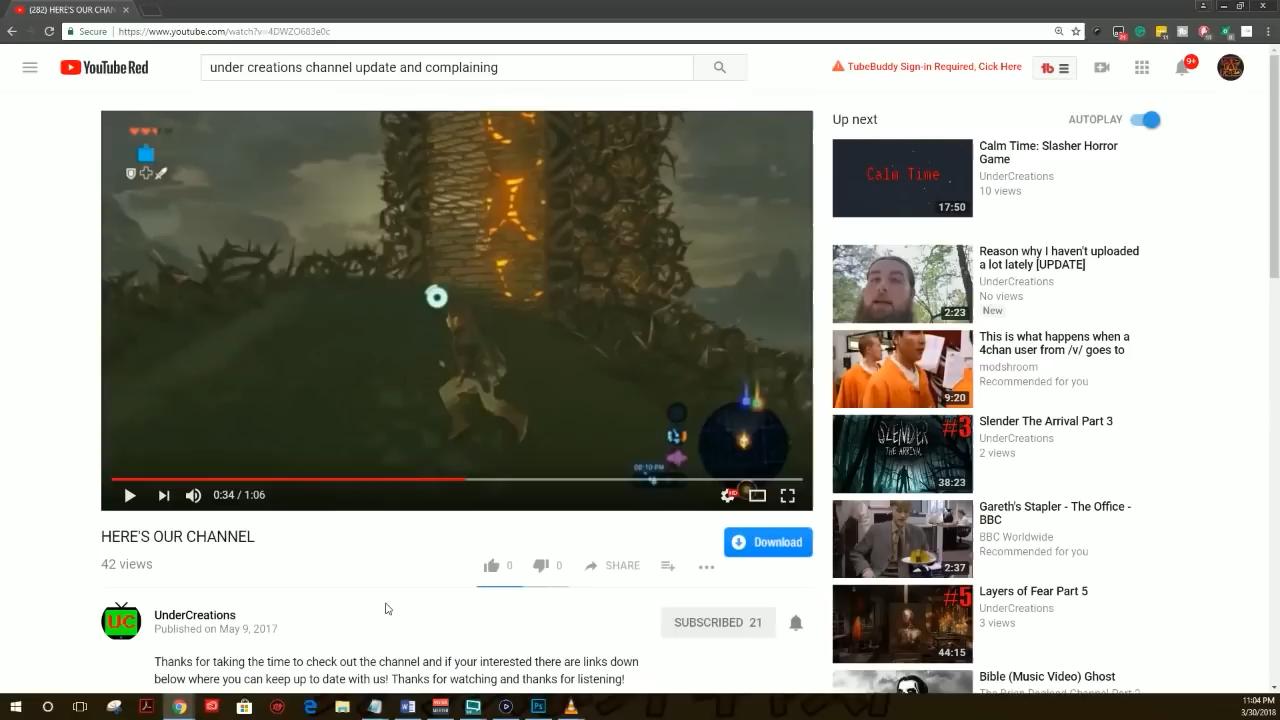 (282) HERE'S OUR CHAN
Secure | https://www.youtube.com/watch?v=4DWZO683e0c
YouTube Red
under creations channel update and complaining
TubeBuddy Sign-in Required, Cick Here
9+
Up next
AUTOPLAY
Calm Time
17:50
Calm Time: Slasher Horror
Game
UnderCreations
10 views
2:23
Reason why I haven't uploaded
a lot lately [UPDATE]
UnderCreations
No views
New
9:20
This is what happens when a
4chan user from /v/ goes to
modshroom
Recommended for you
SLENDER
THE ARRIVAL
#3
38:23
Slender The Arrival Part 3
UnderCreations
2 views
2:37
Gareth's Stapler - The Office -
BBC
BBC Worldwide
Recommended for you
#5
44:15
Layers of Fear Part 5
UnderCreations
3 views
Bible (Music Video) Ghost
08:10 PM
0:34 / 1:06
HD
HERE'S OUR CHANNEL
42 views
Download
0
0
SHARE
UC
UnderCreations
Published on May 9, 2017
SUBSCRIBED 21
Thanks for taking the time to check out the channel and if your interested there are links down
below where you can keep up to date with us! Thanks for watching and thanks for listening!
11:04 PM
3/30/2018